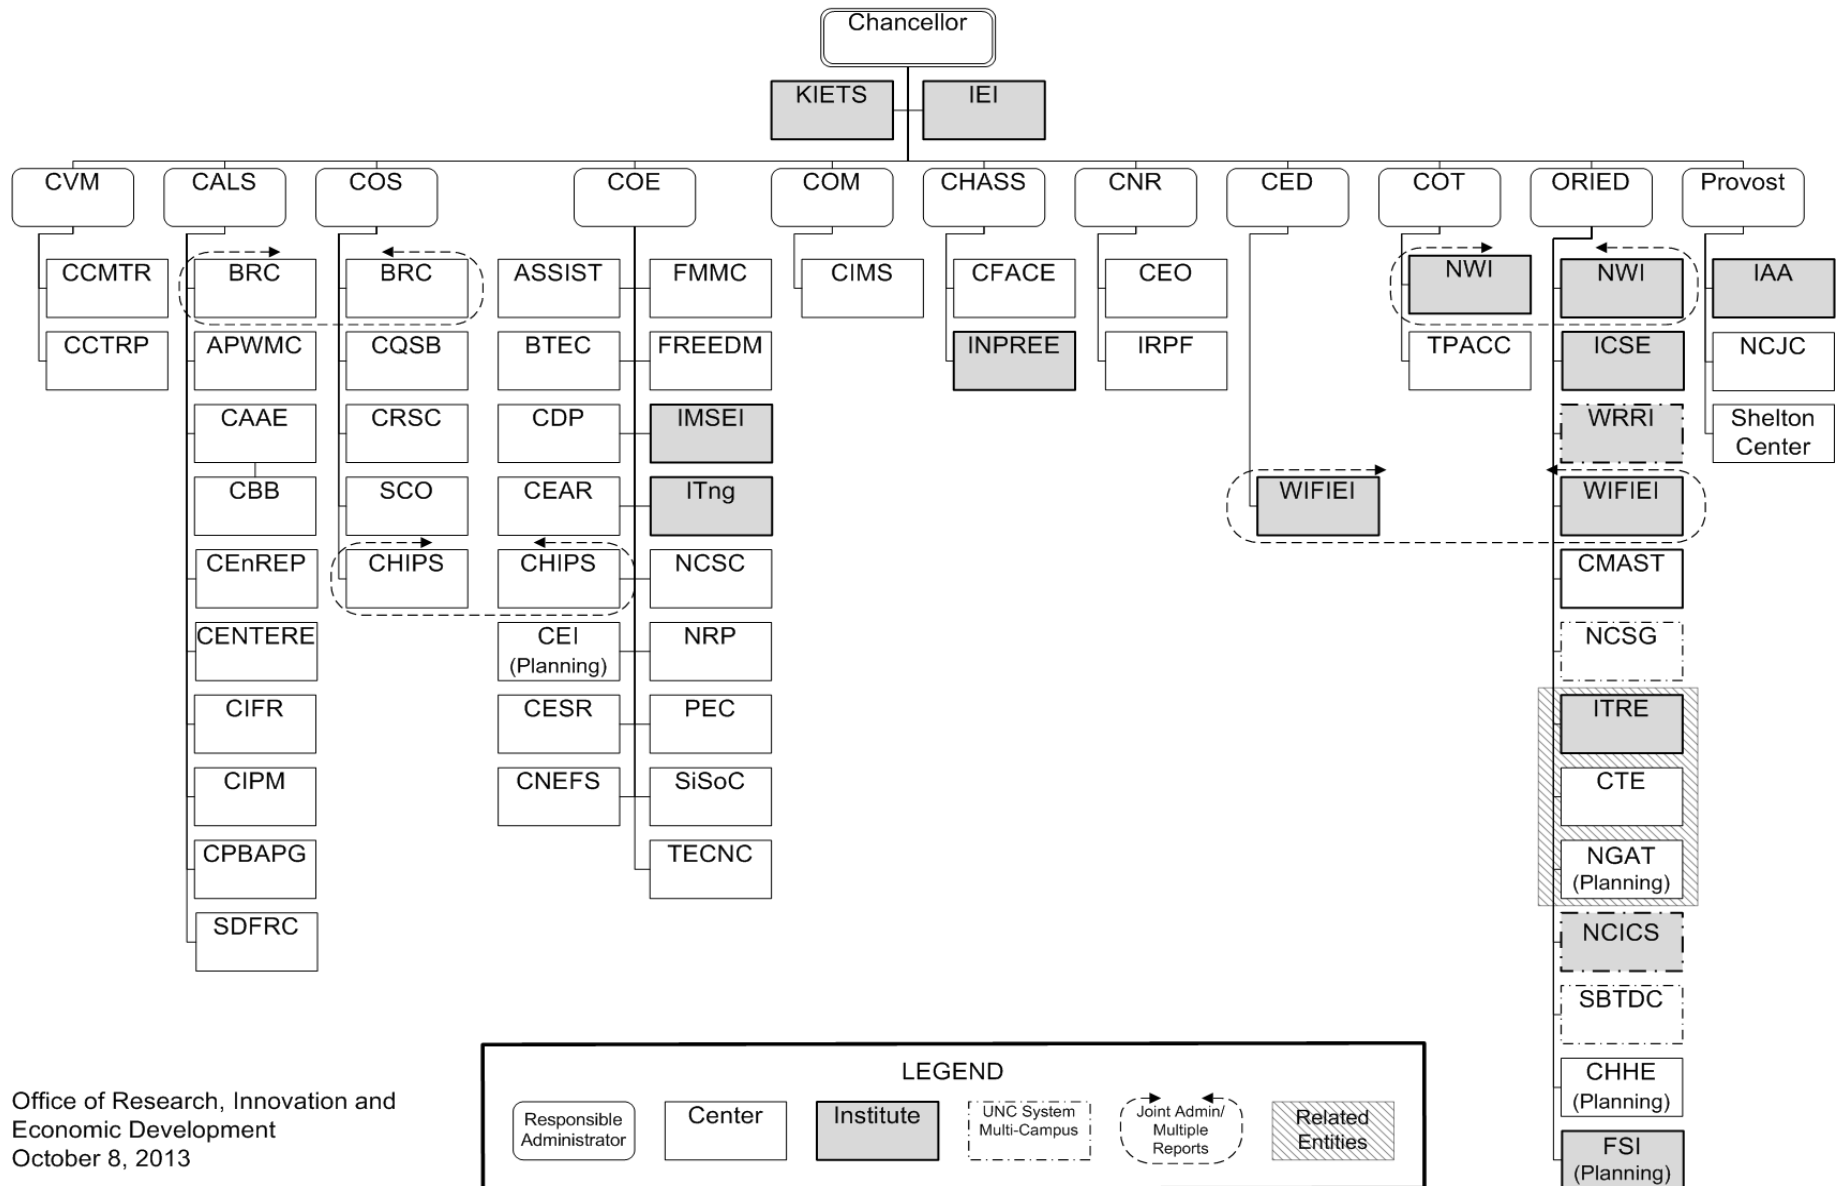 Chancellor
KIETS IEI
CVM CALS COS COE COM CHASS CNR CED COT ORIED Provost
CCMTR BRC BRC ASSIST FMMC CIMS CFACE CEO NWI NWI IAA
CCTRP APWMC CQSB BTEC FREEDM INPREE IRPF TPACC ICSE NCJC
CAAE CRSC CDP IMSEI WRRI Shelton
Center
CBB SCO CEAR ITng WIFIEI WIFIEI
CEnREP CHIPS CHIPS NCSC CMAST
CENTERE CEI NRP NCSG
(Planning)
CIFR CESR PEC ITRE
CIPM CNEFS SiSoC CTE
CPBAPG TECNC NGAT
(Planning)
SDFRC NCICS
SBTDC
CHHE
(Planning)
FSI
(Planning)
Office of Research, Innovation and
Economic Development
October 8, 2013
LEGEND
Responsible
Administrator
Center
Institute
UNC System
Multi-Campus
Joint Admin/
Multiple
Reports
Related
Entities